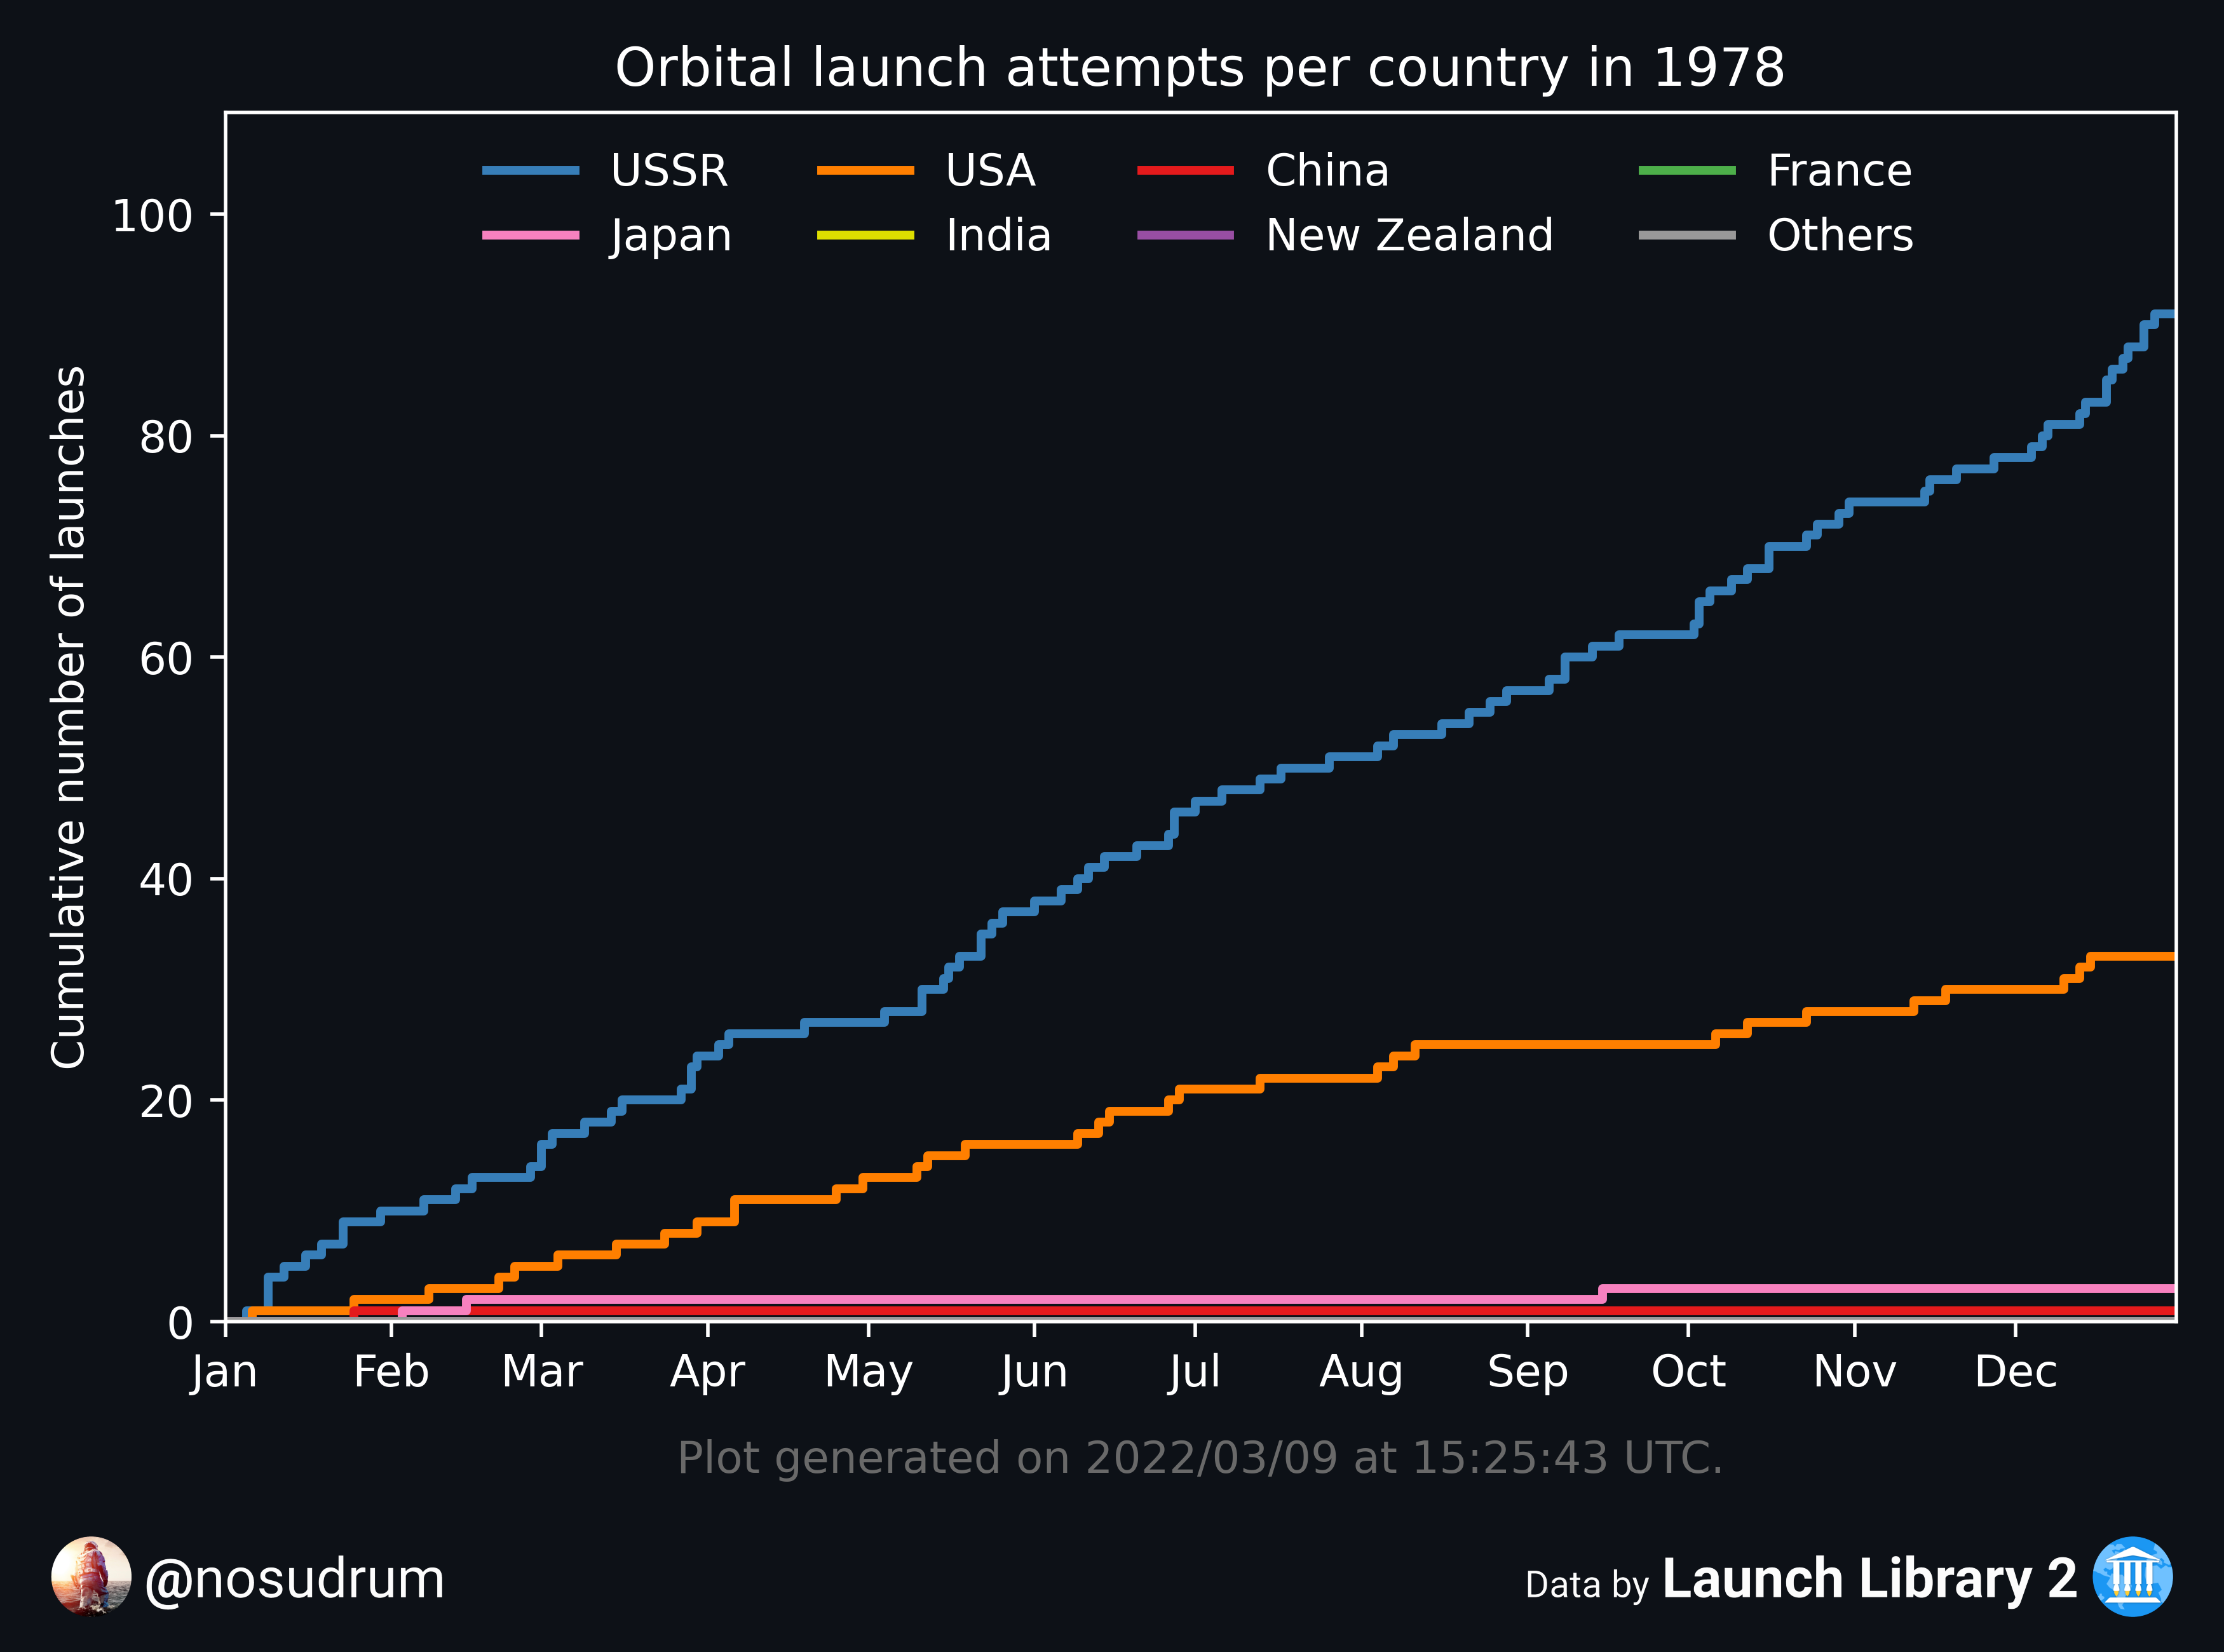 Orbital launch attempts per country in 1978
USSR USA China France
Japan India New Zealand Others
Cumulative number of launches
100
80
60
40
20
0
Jan Feb Mar Apr May Jun Jul Aug Sep Oct Nov Dec
Plot generated on 2022/03/09 at 15:25:43 UTC.
@nosudrum
Data by Launch Library 2